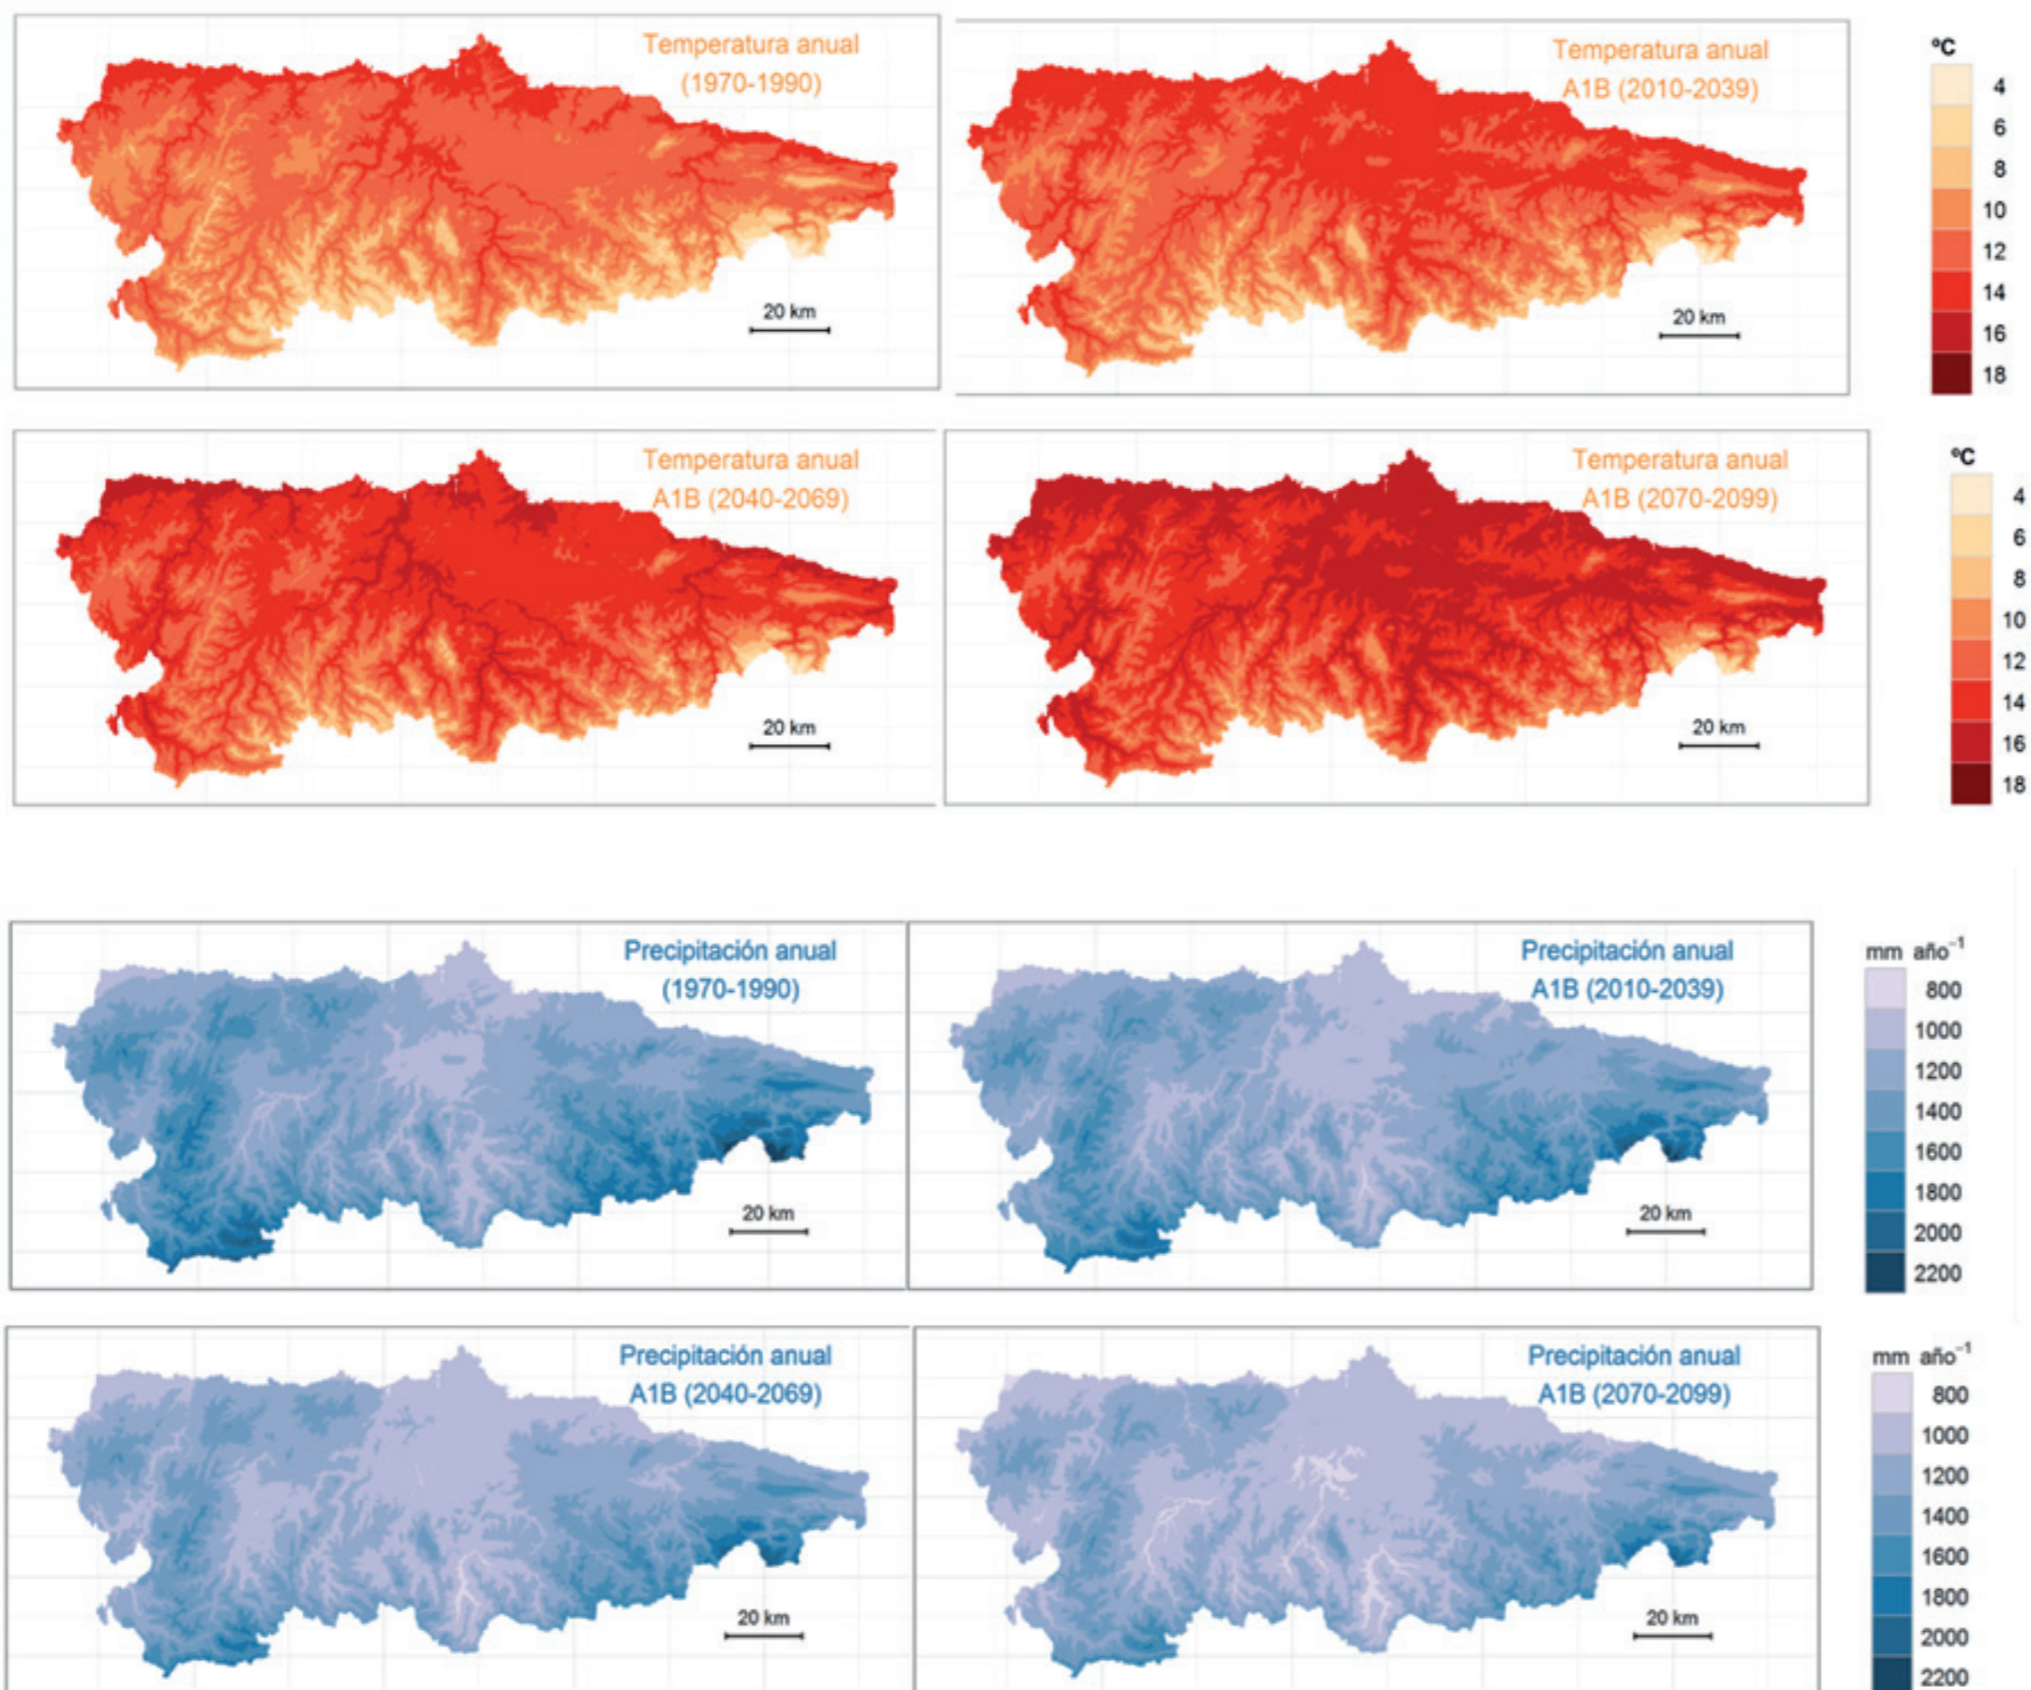 Temperatura anual
(1970-1990)
20 km
Temperatura anual
A1B (2010-2039)
20 km
ºC
4
6
8
10
12
14
16
18
Temperatura anual
A1B (2040-2069)
20 km
Temperatura anual
A1B (2070-2099)
20 km
ºC
4
6
8
10
12
14
16
18
Precipitación anual
(1970-1990)
20 km
Precipitación anual
A1B (2010-2039)
20 km
mm año⁻¹
800
1000
1200
1400
1600
1800
2000
2200
Precipitación anual
A1B (2040-2069)
20 km
Precipitación anual
A1B (2070-2099)
20 km
mm año⁻¹
800
1000
1200
1400
1600
1800
2000
2200